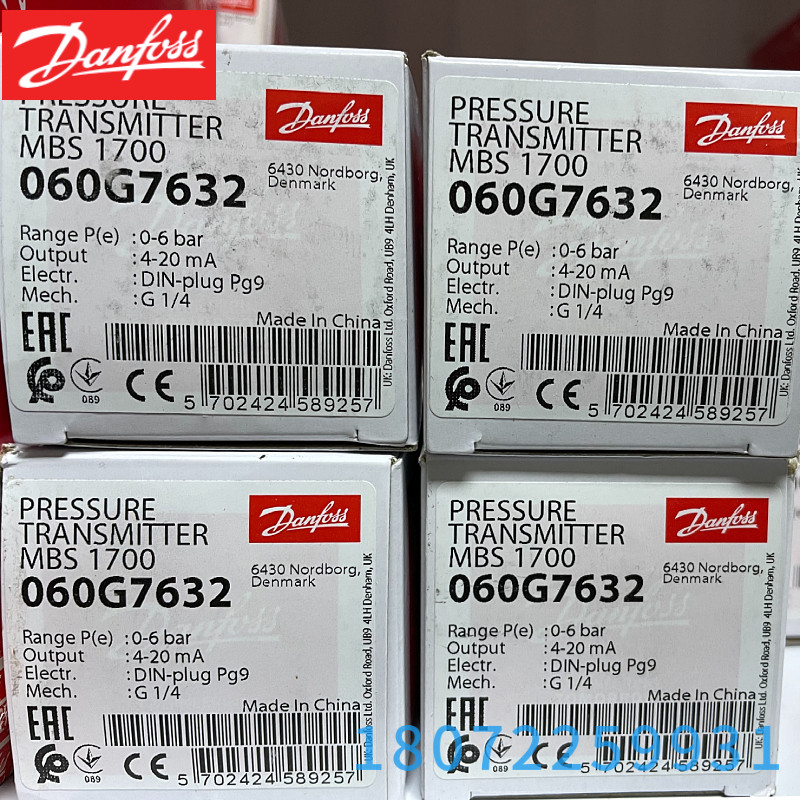 Danfoss
PRESSURE
TRANSMITTER
MBS 1700
060G7632
Danfoss
6430 Nordborg,
Denmark
Range P(e) :0-6 bar
Output :4-20 mA
Electr. :DIN-plug Pg9
Mech. :G 1/4
Made In China
EAC
089
CE
5 702424 589257
UK: Danfoss Ltd. Oxford Road, UB9 4LH Denham, UK
PRESSURE
TRANSMITTER
MBS 1700
060G7632
Danfoss
6430 Nordborg,
Denmark
Range P(e) :0-6 bar
Output :4-20 mA
Electr. :DIN-plug Pg9
Mech. :G 1/4
Made In China
EAC
089
CE
5 702424 589257
UK: Danfoss Ltd. Oxford Road, UB9 4LH Denham, UK
PRESSURE
TRANSMITTER
MBS 1700
060G7632
Danfoss
6430 Nordborg,
Denmark
Range P(e) :0-6 bar
Output :4-20 mA
Electr. :DIN-plug Pg9
Mech. :G 1/4
Made In China
EAC
089
CE
5 702424 589257
UK: Danfoss Ltd. Oxford Road, UB9 4LH Denham, UK
PRESSURE
TRANSMITTER
MBS 1700
060G7632
Danfoss
6430 Nordborg,
Denmark
Range P(e) :0-6 bar
Output :4-20 mA
Electr. :DIN-plug Pg9
Mech. :G 1/4
Made In China
EAC
089
CE
5 702424 589257
UK: Danfoss Ltd. Oxford Road, UB9 4LH Denham, UK
18072259931